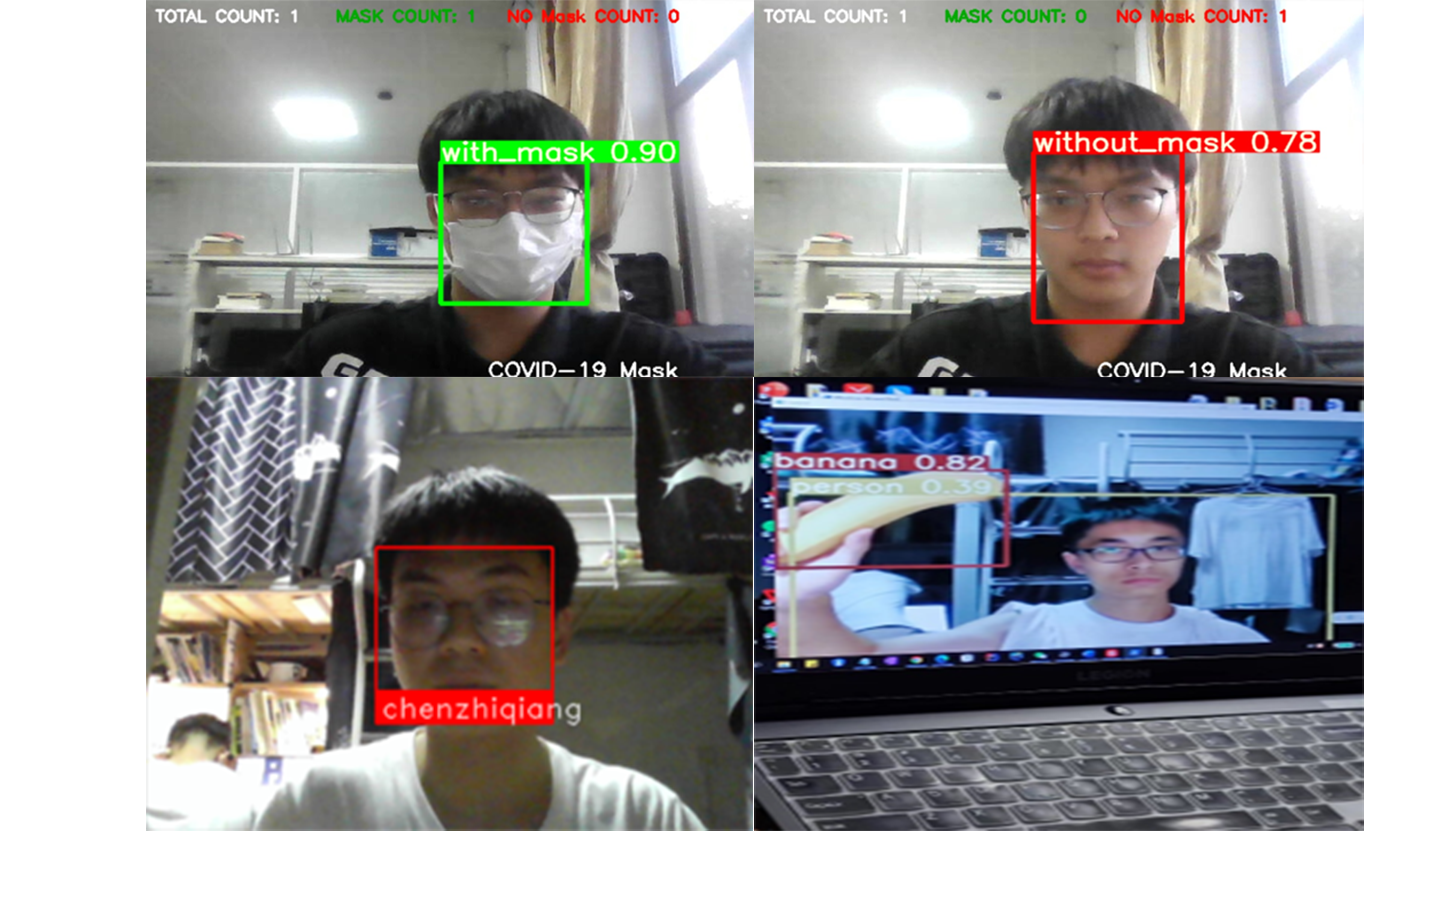 TOTAL COUNT: 1 MASK COUNT: 1 NO Mask COUNT: 0
with_mask 0.90
COVID-19 Mask
TOTAL COUNT: 1 MASK COUNT: 0 NO Mask COUNT: 1
without_mask 0.78
COVID-19 Mask
chenzhiqiang
banana 0.82
person 0.39
LEGION